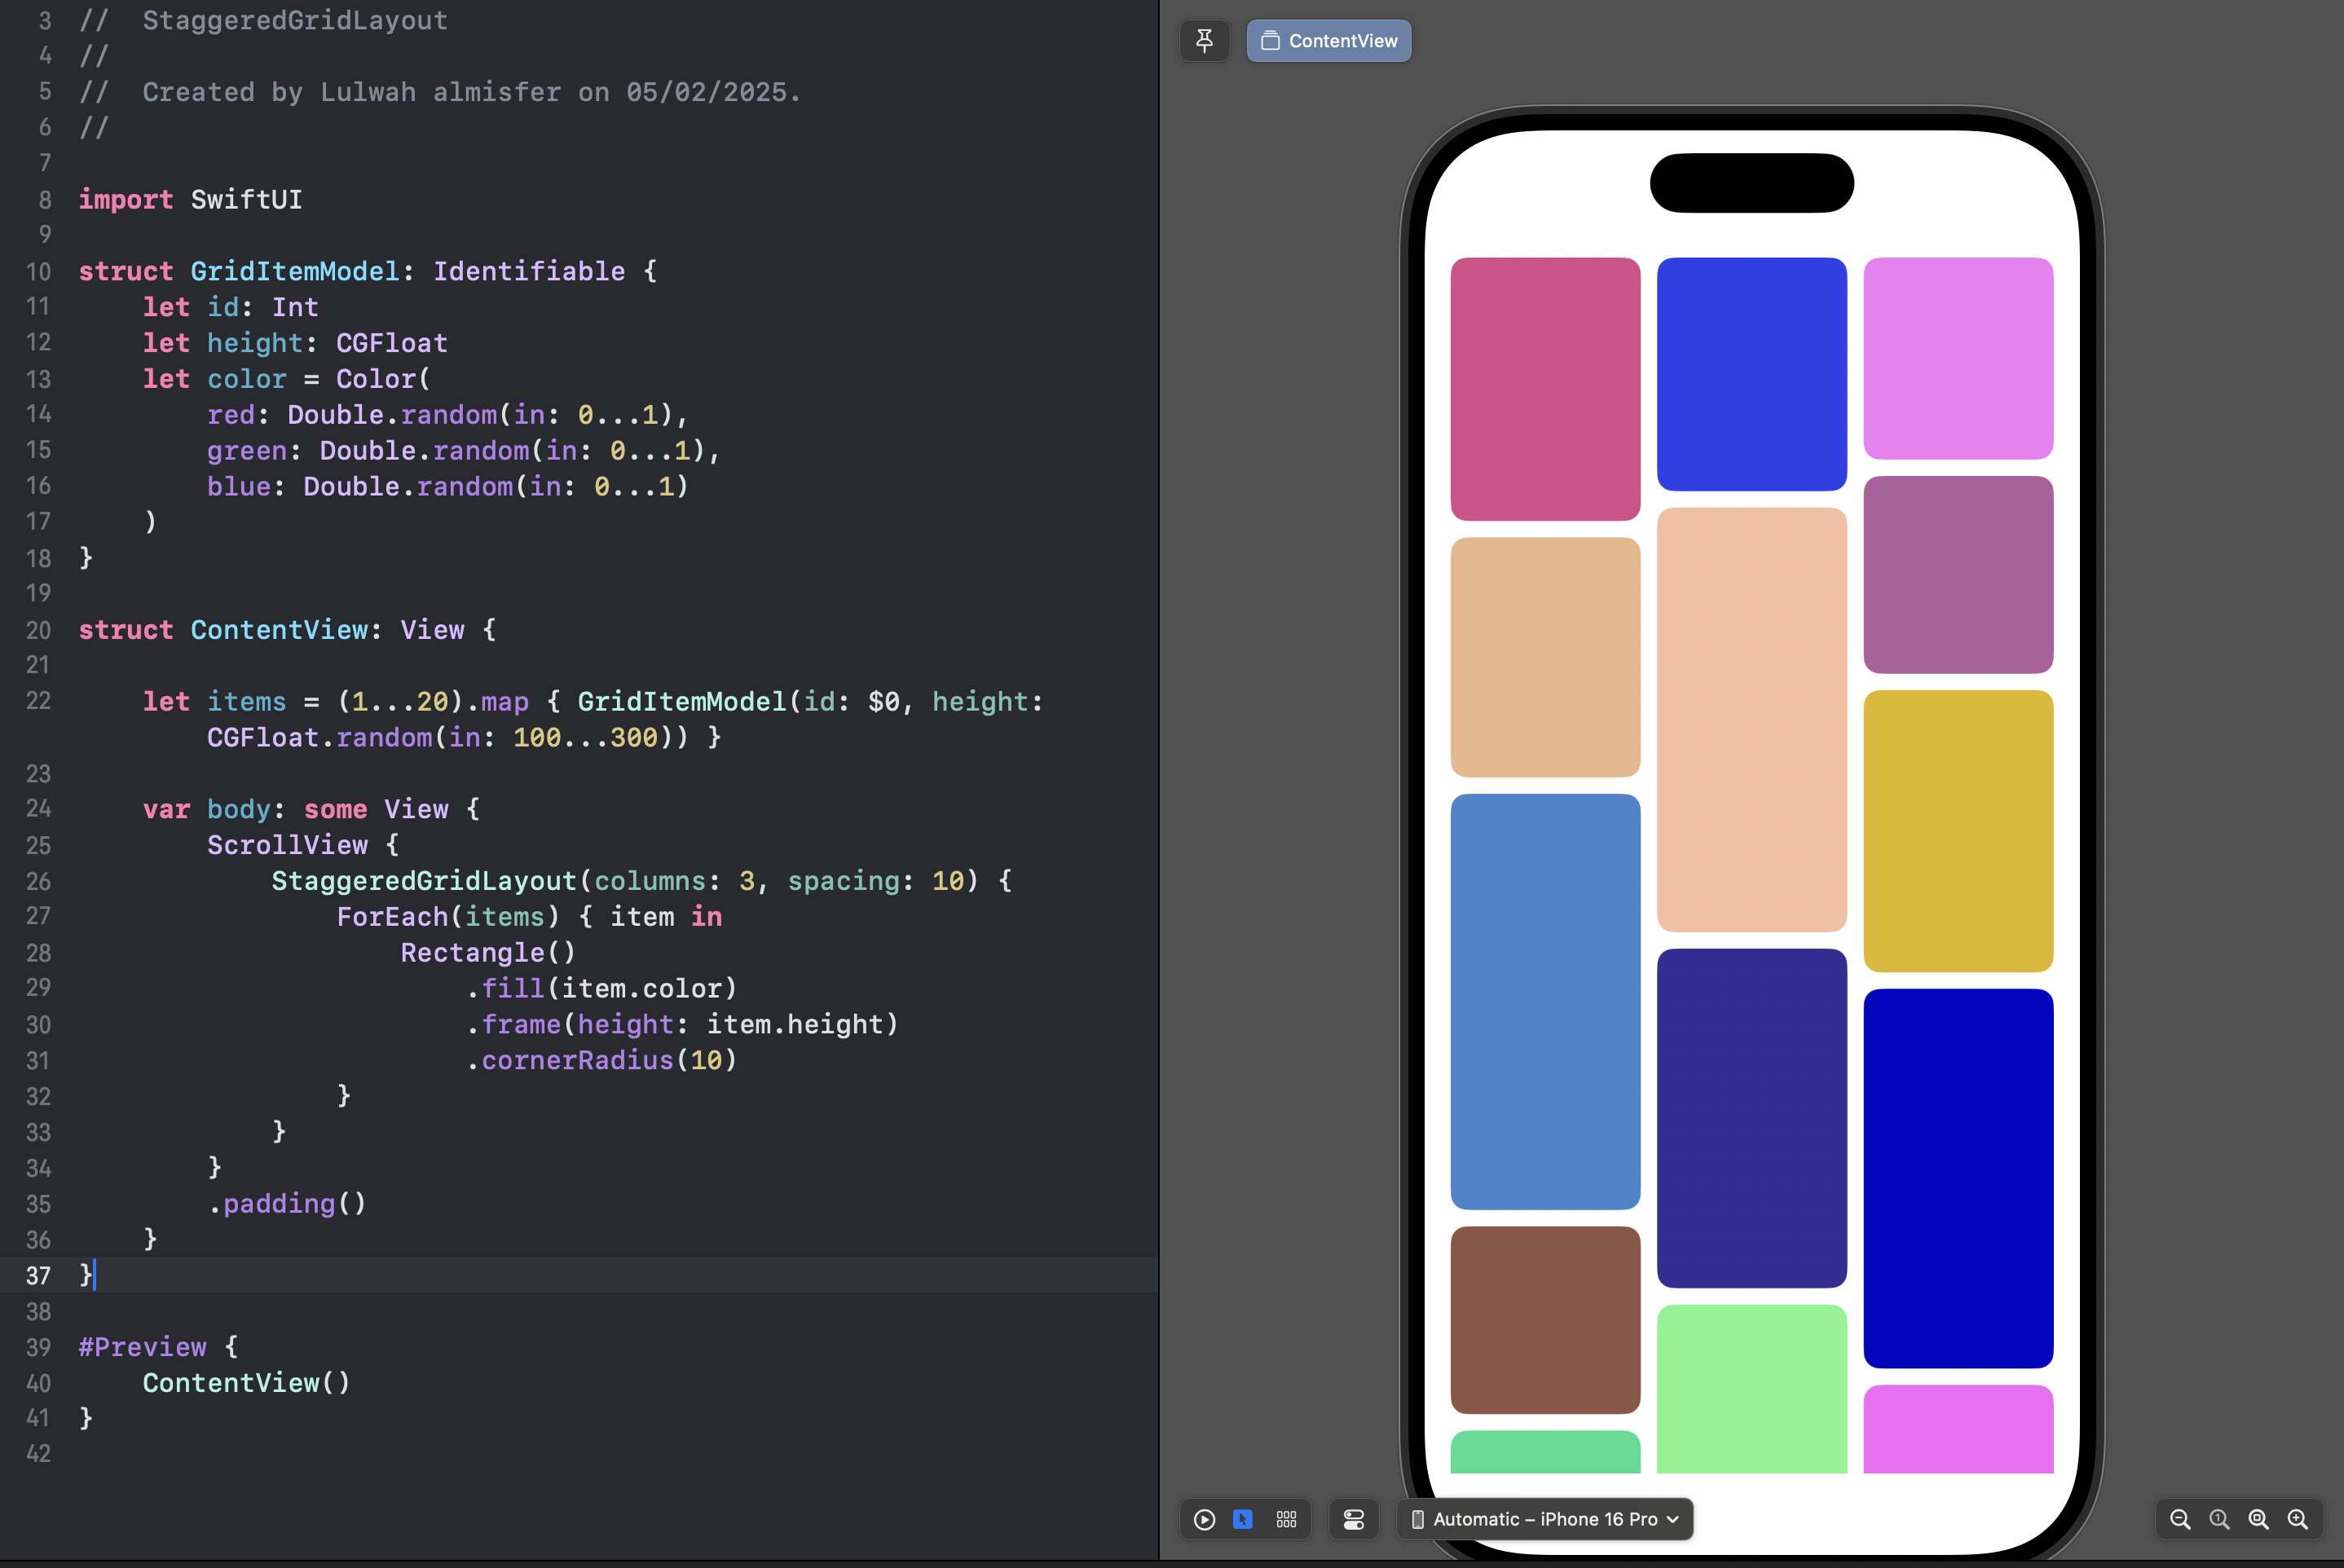 3 //  StaggeredGridLayout
4 //
5 //  Created by Lulwah almisfer on 05/02/2025.
6 //
7
8 import SwiftUI
9
10 struct GridItemModel: Identifiable {
11     let id: Int
12     let height: CGFloat
13     let color = Color(
14         red: Double.random(in: 0...1),
15         green: Double.random(in: 0...1),
16         blue: Double.random(in: 0...1)
17     )
18 }
19
20 struct ContentView: View {
21
22     let items = (1...20).map { GridItemModel(id: $0, height:
        CGFloat.random(in: 100...300)) }
23
24     var body: some View {
25         ScrollView {
26             StaggeredGridLayout(columns: 3, spacing: 10) {
27                 ForEach(items) { item in
28                     Rectangle()
29                         .fill(item.color)
30                         .frame(height: item.height)
31                         .cornerRadius(10)
32                 }
33             }
34         }
35         .padding()
36     }
37 }
38
39 #Preview {
40     ContentView()
41 }
42
ContentView
Automatic – iPhone 16 Pro
1